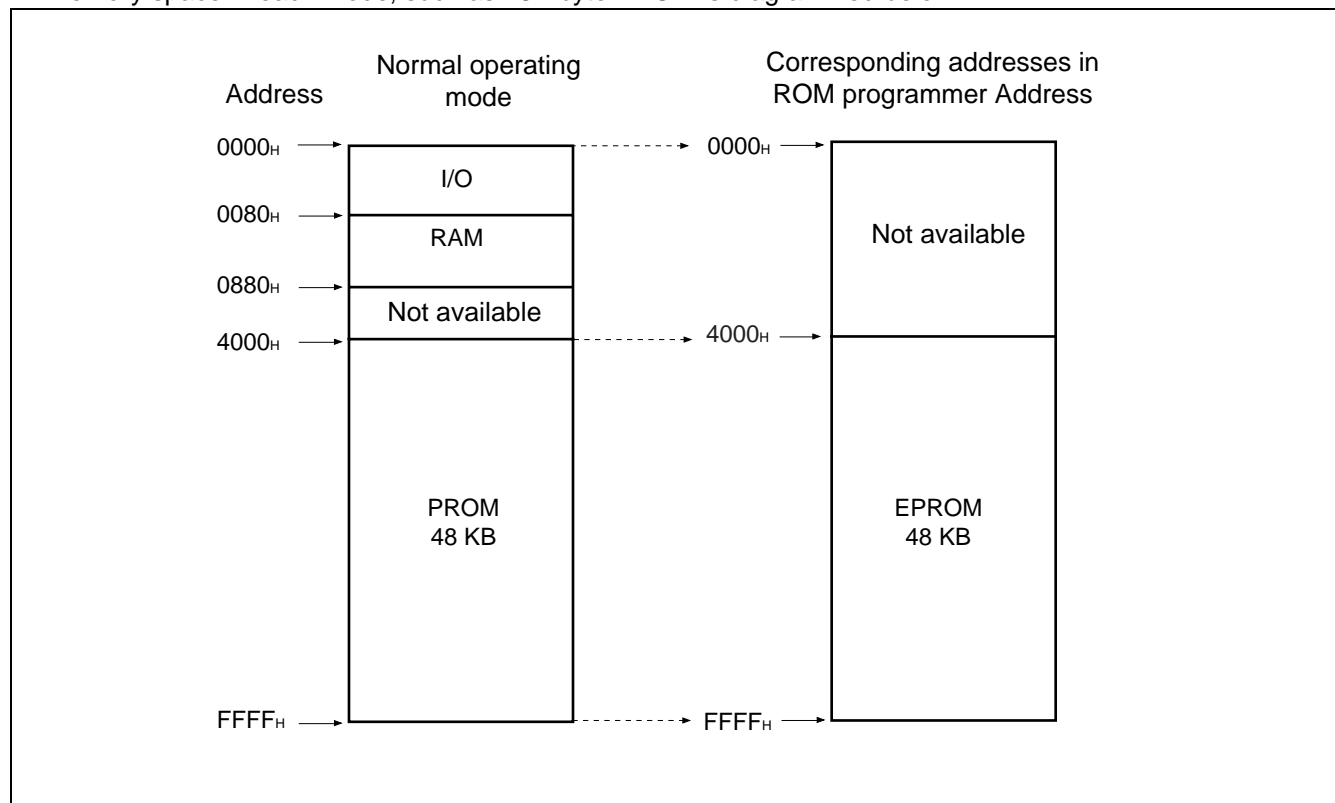 Normal operating
mode
Corresponding addresses in
ROM programmer Address
Address
0000H
0000H
I/O
0080H
RAM
Not available
0880H
Not available
4000H
4000H
PROM
48 KB
EPROM
48 KB
FFFFH
FFFFH